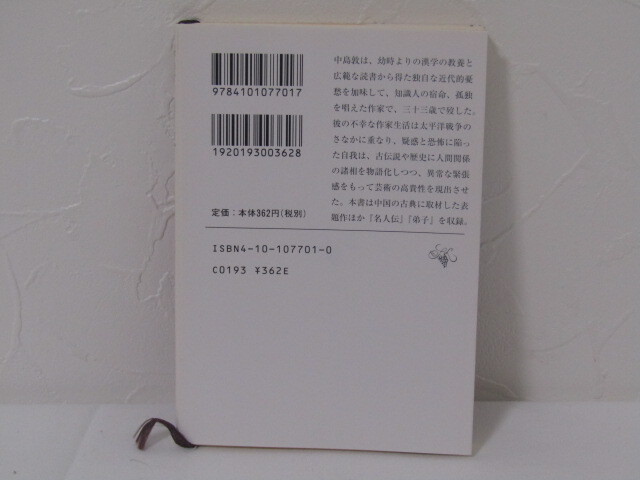 9784101077017
1920193003628
定価：本体362円(税別)
中島敦は、幼時よりの漢学の教養と
広範な読書から得た独自な近代的憂
愁を加味して、知識人の宿命、孤独
を唱えた作家で、三十三歳で歿した。
彼の不幸な作家生活は太平洋戦争の
さなかに重なり、疑惑と恐怖に陥っ
た自我は、古伝説や歴史に人間関係
の諸相を物語化しつつ、異常な緊張
感をもって芸術の高貴性を現出させ
た。本書は中国の古典に取材した表
題作ほか『名人伝』『弟子』を収録。
ISBN4-10-107701-0
C0193 ¥362E